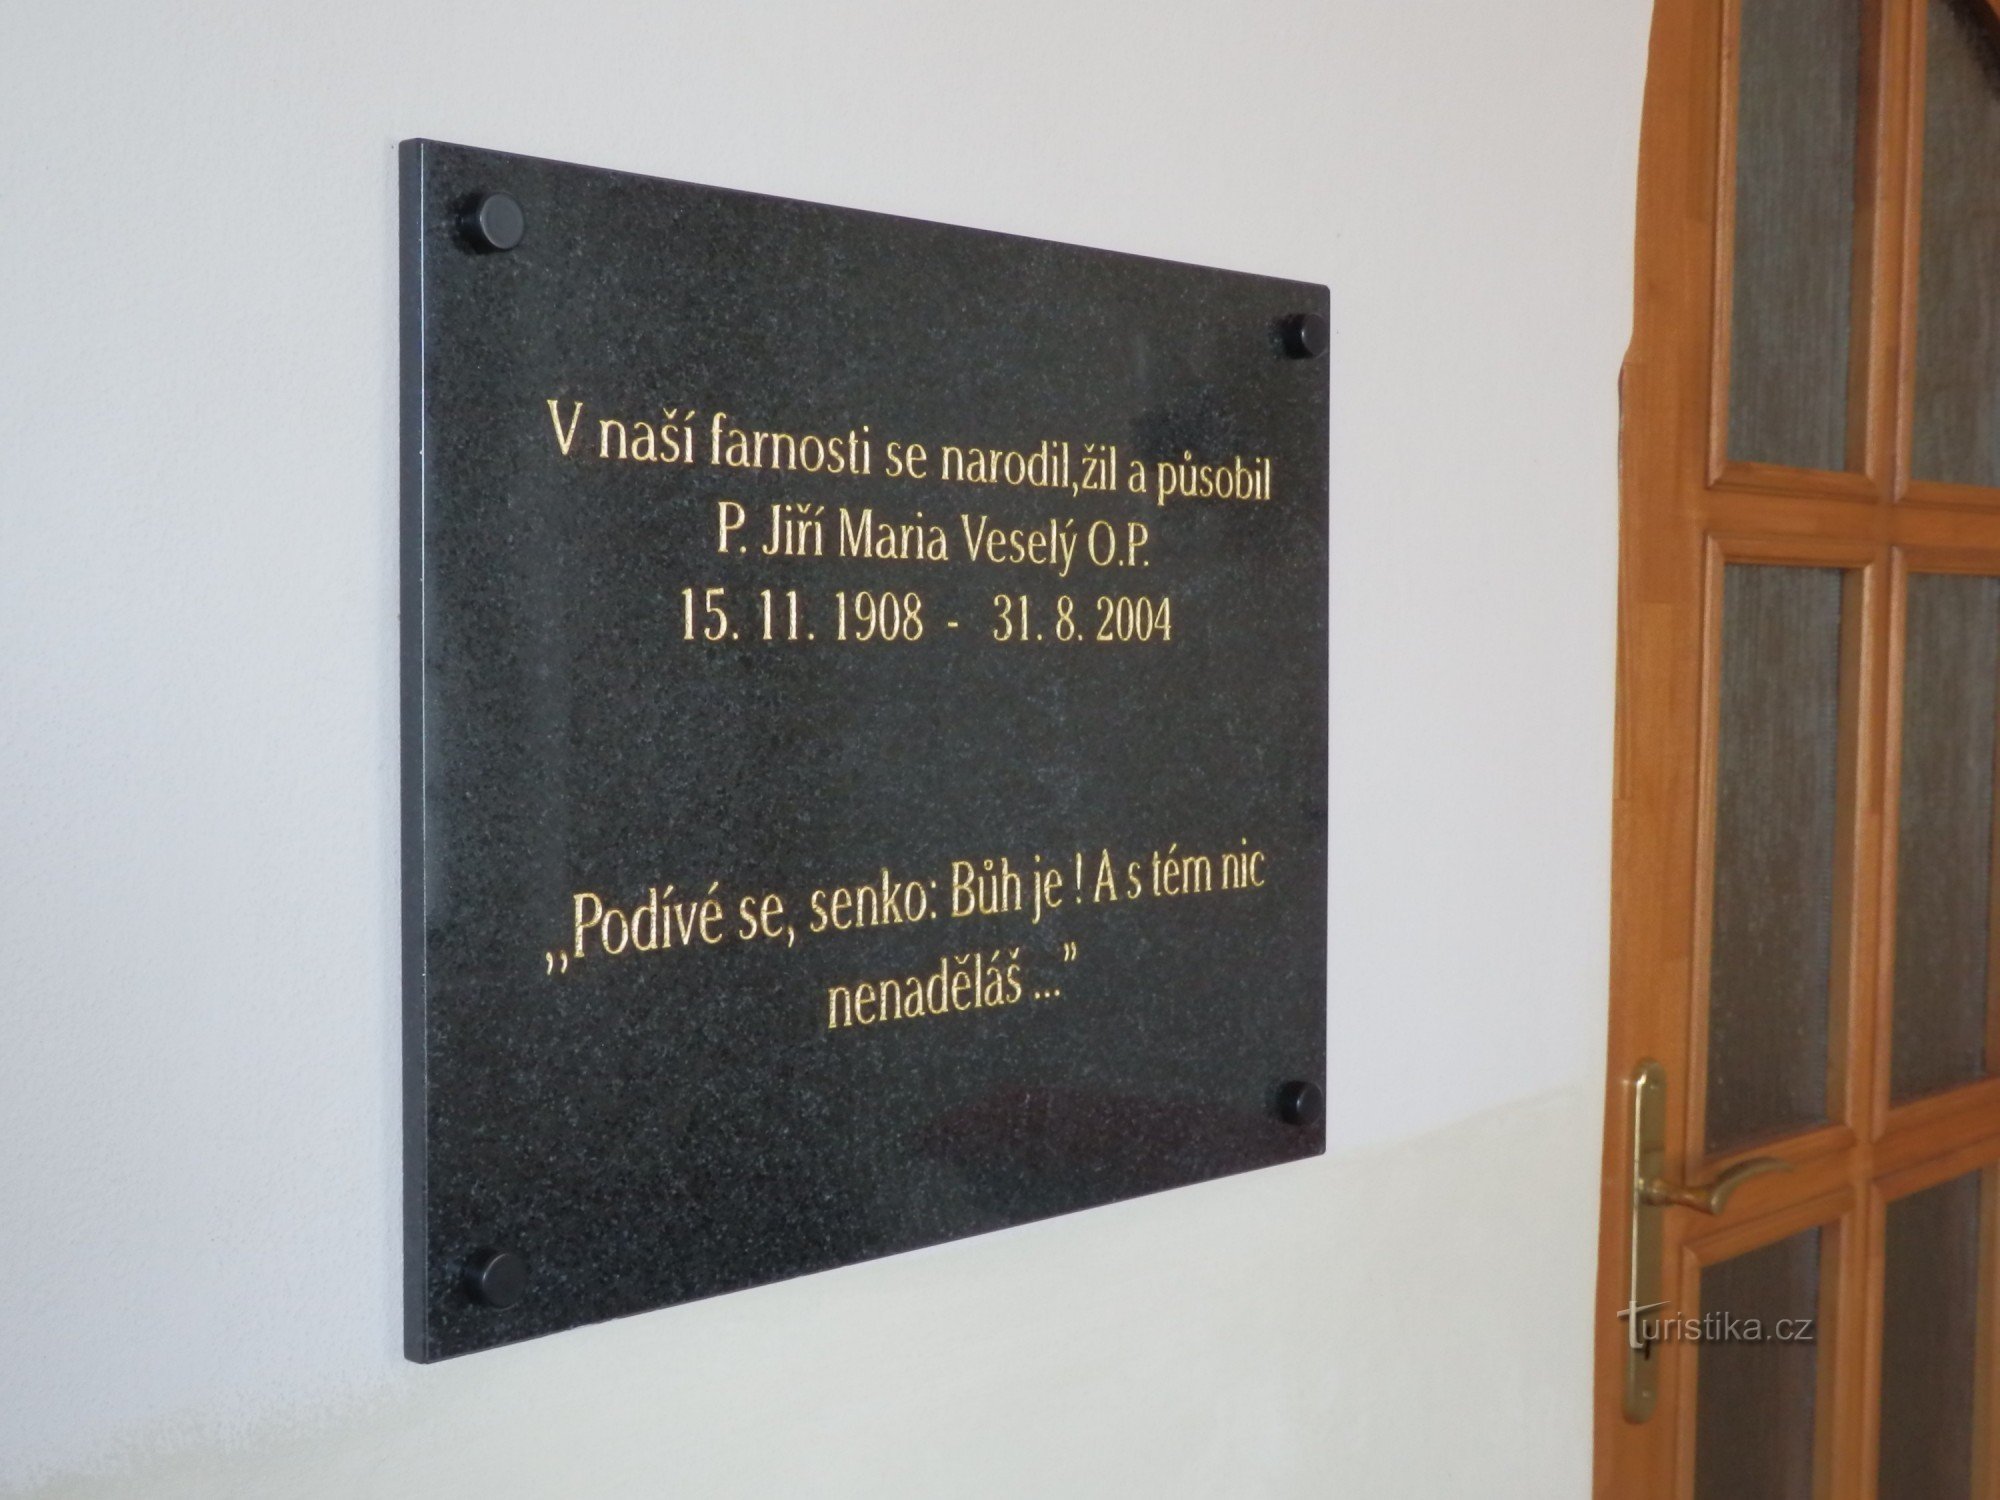 V naší farnosti se narodil,žil a působil
P. Jiří Maria Veselý O.P.
15. 11. 1908 - 31. 8. 2004
,,Podívé se, senko: Bůh je ! A s tém nic
nenaděláš ..."
Turistika.cz